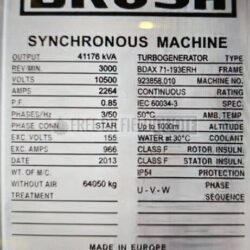 BRUSH
SYNCHRONOUS MACHINE
OUTPUT 41176 kVA TURBOGENERATOR TYPE
REV/MIN. 3000 BDAX 71-193ERH FRAME
VOLTS 10500 923858.010 MACHINE NO.
AMPS 2264 CONTINUOUS RATING
P.F. 0.85 IEC 60034-3 SPEC.
PHASES/Hz 3/50 50°C AMB. TEMP
PHASE CONN. STAR Up to 1000m ALTITUDE
EXC. VOLTS 155 WATER at 30°C COOLANT
EXC. AMPS 966 CLASS F ROTOR INSULN.
DATE 2013 CLASS F STATOR INSULN.
WT. OF M/C. IP54 PROTECTION
WITHOUT AIR 64050 kg U - V - W PHASE
TREATMENT SEQUENCE
MADE IN EUROPE